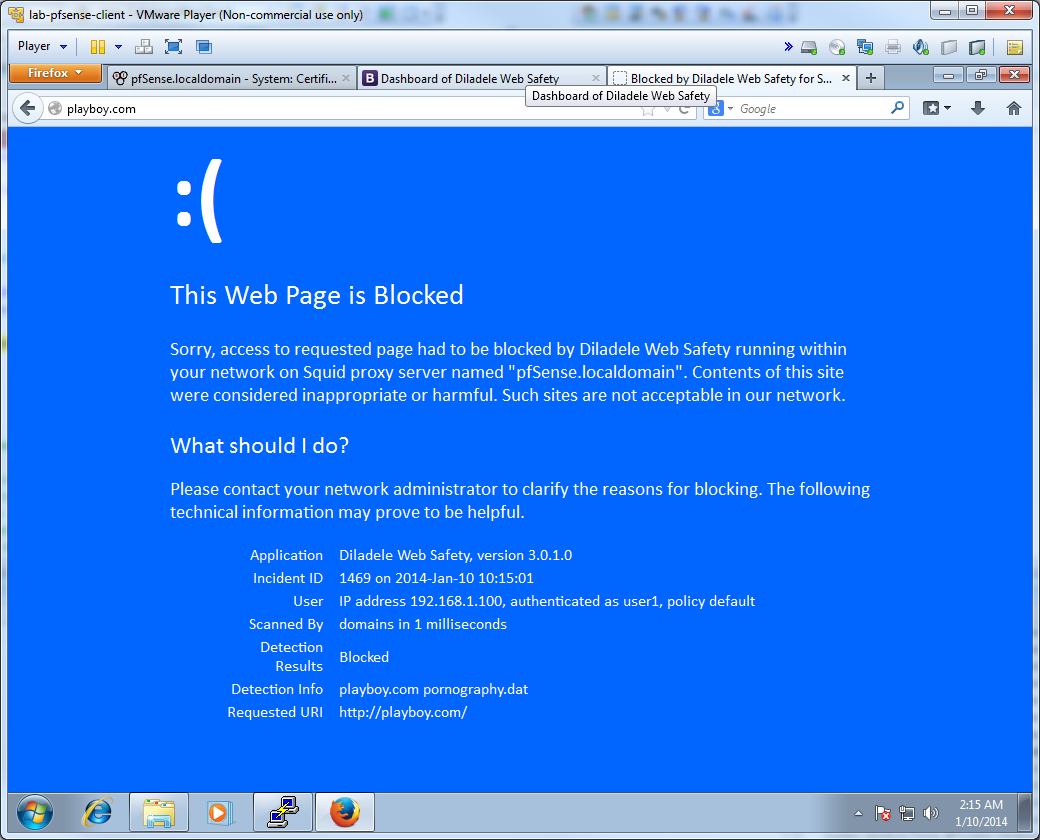 lab-pfsense-client - VMware Player (Non-commercial use only)
Player
Firefox
pfSense.localdomain - System: Certifi...
Dashboard of Diladele Web Safety
Blocked by Diladele Web Safety for S...
Dashboard of Diladele Web Safety
playboy.com
Google
:(
This Web Page is Blocked
Sorry, access to requested page had to be blocked by Diladele Web Safety running within
your network on Squid proxy server named "pfSense.localdomain". Contents of this site
were considered inappropriate or harmful. Such sites are not acceptable in our network.
What should I do?
Please contact your network administrator to clarify the reasons for blocking. The following
technical information may prove to be helpful.
Application Diladele Web Safety, version 3.0.1.0
Incident ID 1469 on 2014-Jan-10 10:15:01
User IP address 192.168.1.100, authenticated as user1, policy default
Scanned By domains in 1 milliseconds
Detection
Results Blocked
Detection Info playboy.com pornography.dat
Requested URI http://playboy.com/
2:15 AM
1/10/2014